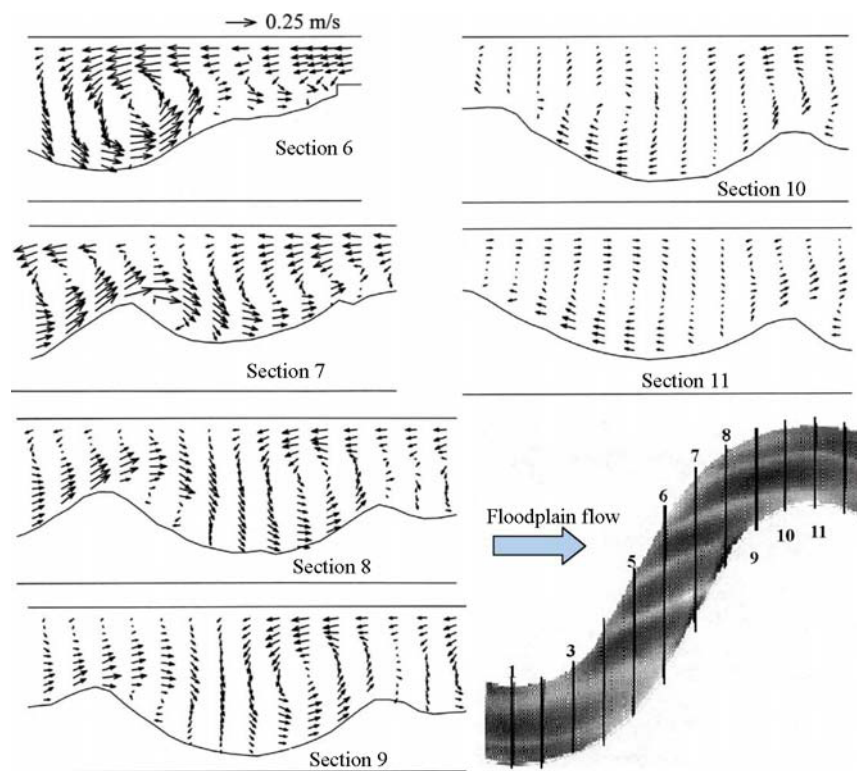 0.25 m/s
Section 6
Section 10
Section 7
Section 11
Section 8
Section 9
Floodplain flow
1
3
5
6
7
8
9
10
11